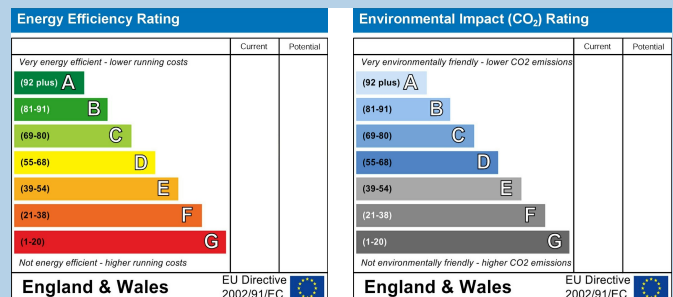 Energy Efficiency Rating
Current Potential
Very energy efficient - lower running costs
(92 plus) A
(81-91) B
(69-80) C
(55-68) D
(39-54) E
(21-38) F
(1-20) G
Not energy efficient - higher running costs
England & Wales
EU Directive
2002/91/EC
Environmental Impact (CO2) Rating
Current Potential
Very environmentally friendly - lower CO2 emissions
(92 plus) A
(81-91) B
(69-80) C
(55-68) D
(39-54) E
(21-38) F
(1-20) G
Not environmentally friendly - higher CO2 emissions
England & Wales
EU Directive
2002/91/EC